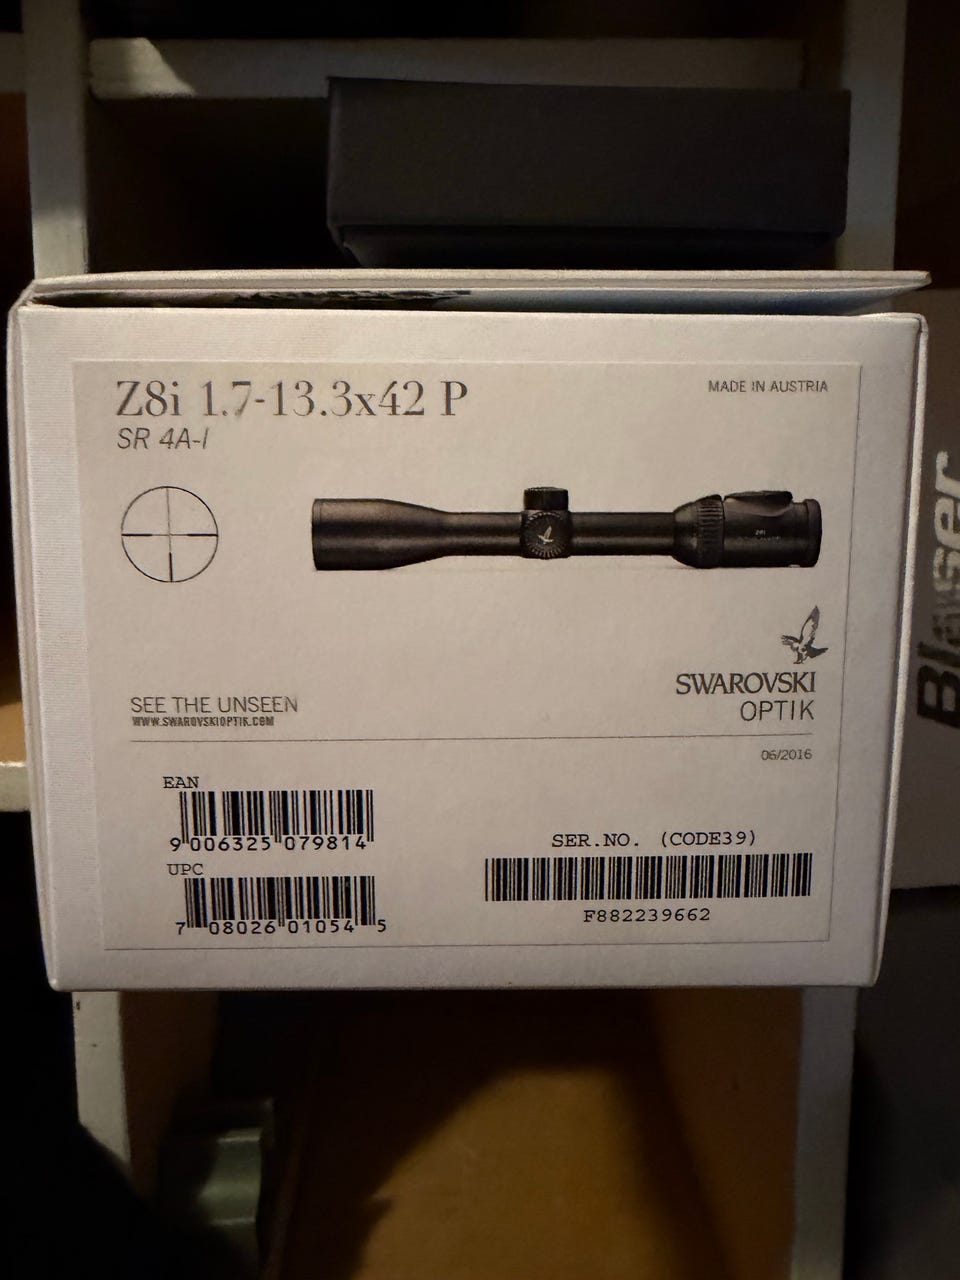 Z8i 1.7-13.3x42 P
MADE IN AUSTRIA
SR 4A-I
SWAROVSKI
OPTIK
SEE THE UNSEEN
WWW.SWAROVSKIOPTIK.COM
06/2016
EAN
9 006325 079814
UPC
7 08026 01054 5
SER.NO. (CODE39)
F882239662
Blaser